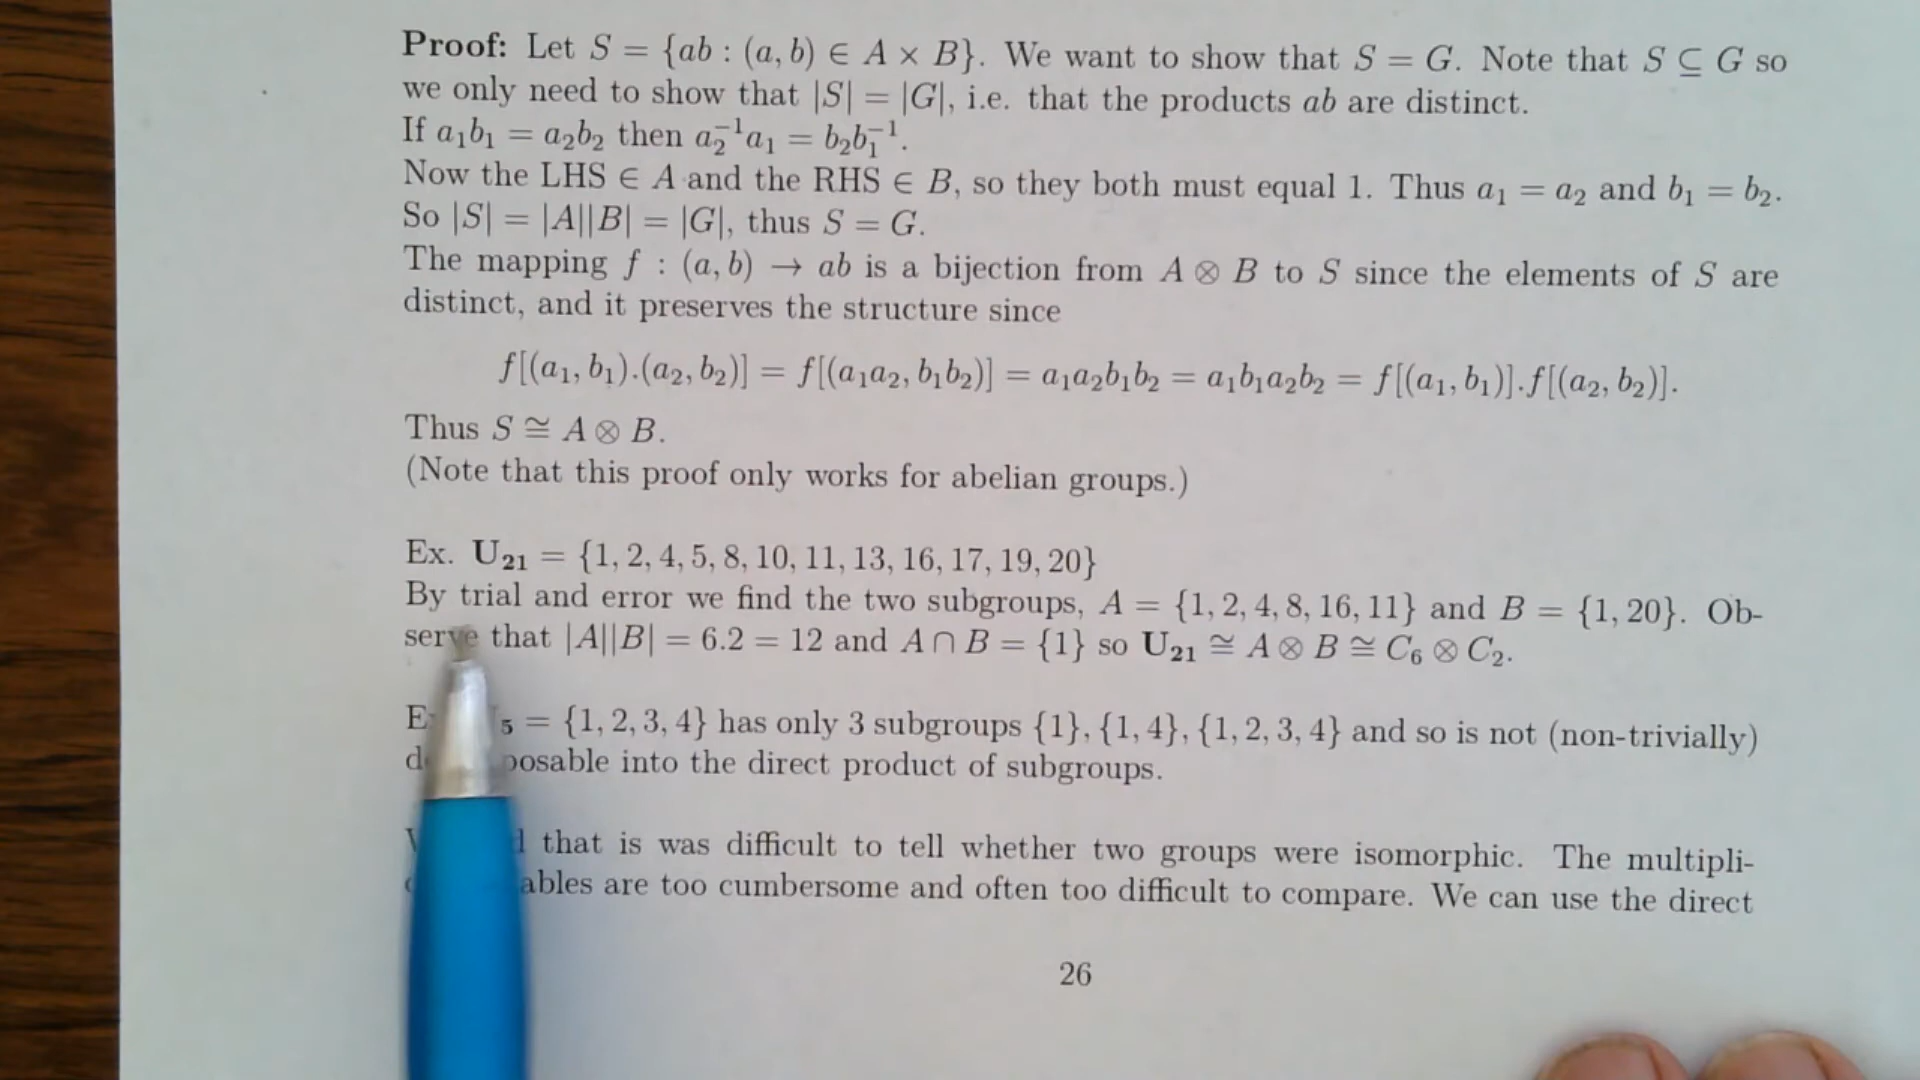 Proof: Let S = {ab : (a, b) ∈ A × B}. We want to show that S = G. Note that S ⊆ G so
we only need to show that |S| = |G|, i.e. that the products ab are distinct.
If a₁b₁ = a₂b₂ then a₂⁻¹a₁ = b₂b₁⁻¹.
Now the LHS ∈ A and the RHS ∈ B, so they both must equal 1. Thus a₁ = a₂ and b₁ = b₂.
So |S| = |A||B| = |G|, thus S = G.
The mapping f : (a, b) → ab is a bijection from A ⊗ B to S since the elements of S are
distinct, and it preserves the structure since
f[(a₁, b₁).(a₂, b₂)] = f[(a₁a₂, b₁b₂)] = a₁a₂b₁b₂ = a₁b₁a₂b₂ = f[(a₁, b₁)].f[(a₂, b₂)].
Thus S ≅ A ⊗ B.
(Note that this proof only works for abelian groups.)
Ex. U₂₁ = {1, 2, 4, 5, 8, 10, 11, 13, 16, 17, 19, 20}
By trial and error we find the two subgroups, A = {1, 2, 4, 8, 16, 11} and B = {1, 20}. Ob-
serve that |A||B| = 6.2 = 12 and A ∩ B = {1} so U₂₁ ≅ A ⊗ B ≅ C₆ ⊗ C₂.
₅ = {1, 2, 3, 4} has only 3 subgroups {1}, {1, 4}, {1, 2, 3, 4} and so is not (non-trivially)
posable into the direct product of subgroups.
that is was difficult to tell whether two groups were isomorphic. The multipli-
ables are too cumbersome and often too difficult to compare. We can use the direct
26